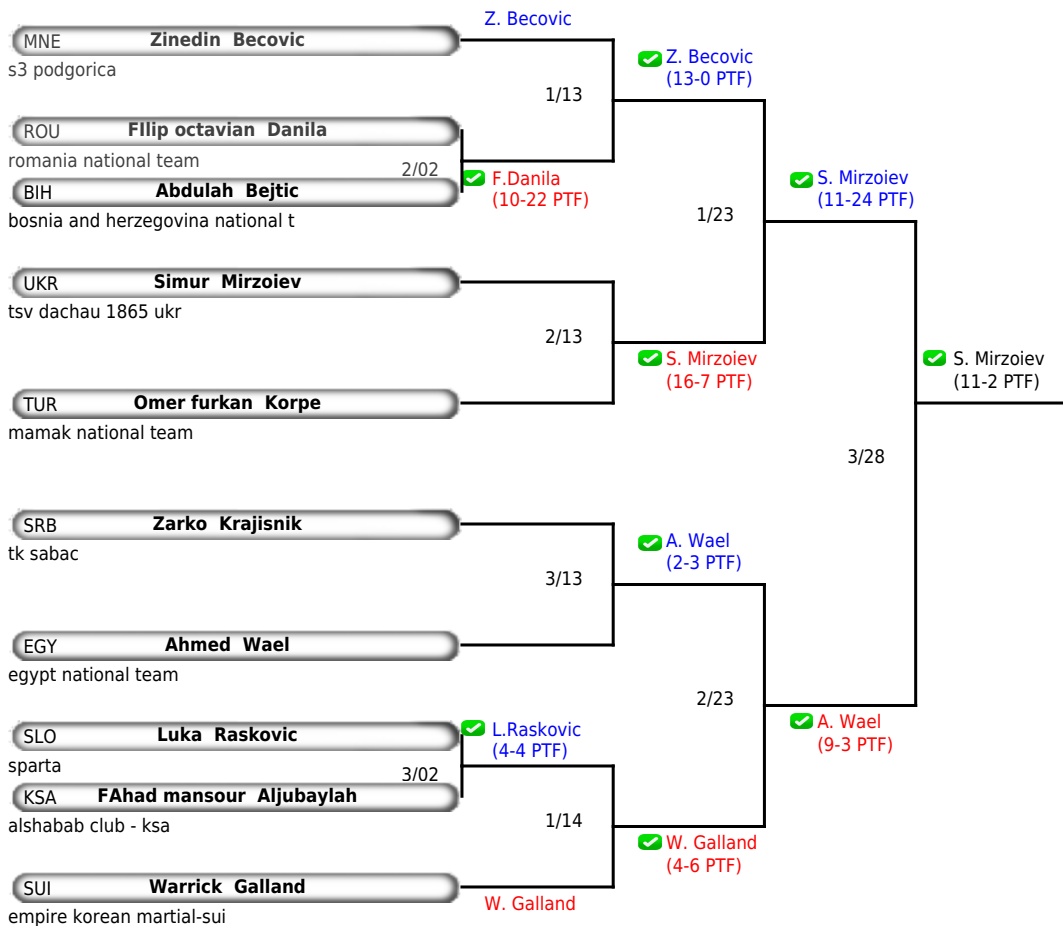 Z. Becovic
MNE Zinedin Becovic
s3 podgorica
Z. Becovic
(13-0 PTF)
1/13
ROU FIlip octavian Danila
romania national team
2/02
F.Danila
(10-22 PTF)
BIH Abdulah Bejtic
bosnia and herzegovina national t
S. Mirzoiev
(11-24 PTF)
1/23
UKR Simur Mirzoiev
tsv dachau 1865 ukr
2/13
S. Mirzoiev
(16-7 PTF)
S. Mirzoiev
(11-2 PTF)
TUR Omer furkan Korpe
mamak national team
3/28
SRB Zarko Krajisnik
tk sabac
A. Wael
(2-3 PTF)
3/13
EGY Ahmed Wael
egypt national team
2/23
A. Wael
(9-3 PTF)
SLO Luka Raskovic
sparta
L.Raskovic
(4-4 PTF)
3/02
KSA FAhad mansour Aljubaylah
alshabab club - ksa
1/14
W. Galland
(4-6 PTF)
SUI Warrick Galland
empire korean martial-sui
W. Galland